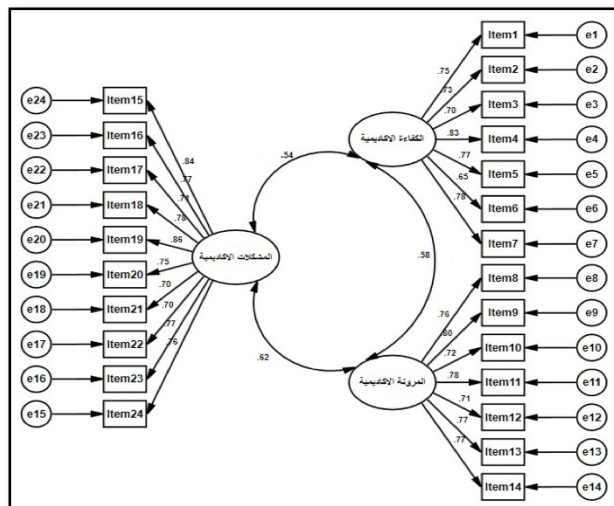 e24
Item15
.84
e23
Item16
.77
e22
Item17
.71
e21
Item18
.78
e20
Item19
.86
e19
Item20
.75
e18
Item21
.70
e17
Item22
.70
e16
Item23
.77
e15
Item24
.76
المشكلات الاكاديمية
.54
.62
.58
الكفاءة الاكاديمية
.75
Item1
e1
.73
Item2
e2
.70
Item3
e3
.83
Item4
e4
.77
Item5
e5
.65
Item6
e6
.78
Item7
e7
المرونة الاكاديمية
.76
Item8
e8
.80
Item9
e9
.72
Item10
e10
.78
Item11
e11
.71
Item12
e12
.77
Item13
e13
.77
Item14
e14